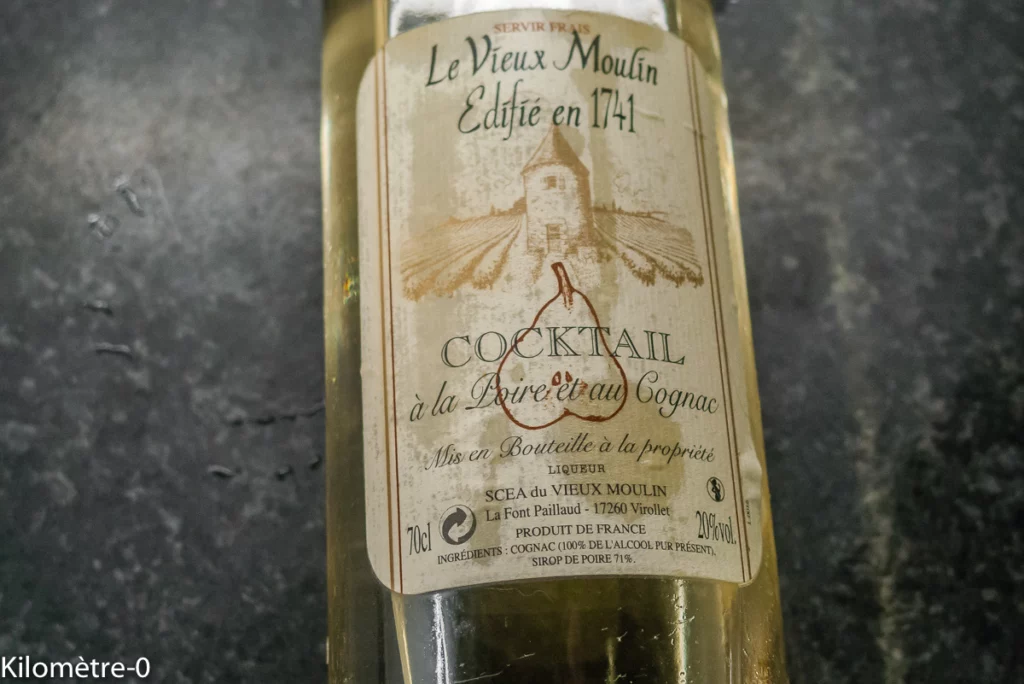 SERVIR FRAIS
Le Vieux Moulin
Edifié en 1741
COCKTAIL
à la Poire et au Cognac
Mis en Bouteille à la propriété
LIQUEUR
SCEA du VIEUX MOULIN
La Font Paillaud - 17260 Virollet
70cl PRODUIT DE FRANCE 20%vol.
INGRÉDIENTS : COGNAC (100% DE L'ALCOOL PUR PRÉSENT),
SIROP DE POIRE 71%.
Kilomètre-0